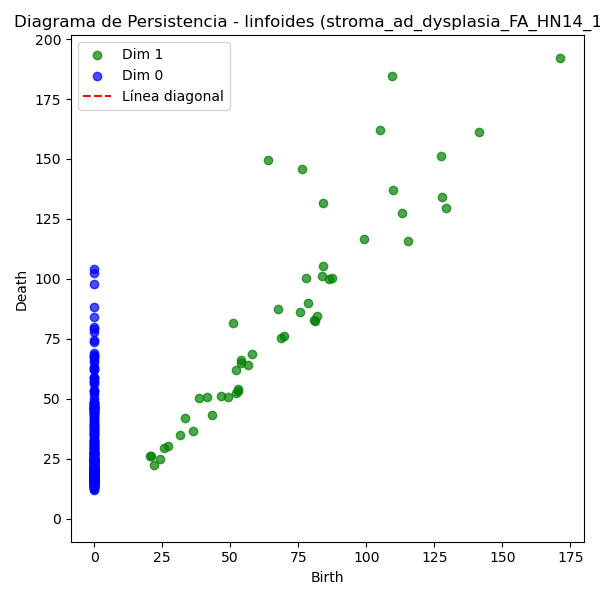 Diagrama de Persistencia - linfoides (stroma_ad_dysplasia_FA_HN14_1
Dim 1
Dim 0
Línea diagonal
200
175
150
125
100
75
50
25
0
Death
0 25 50 75 100 125 150 175
Birth